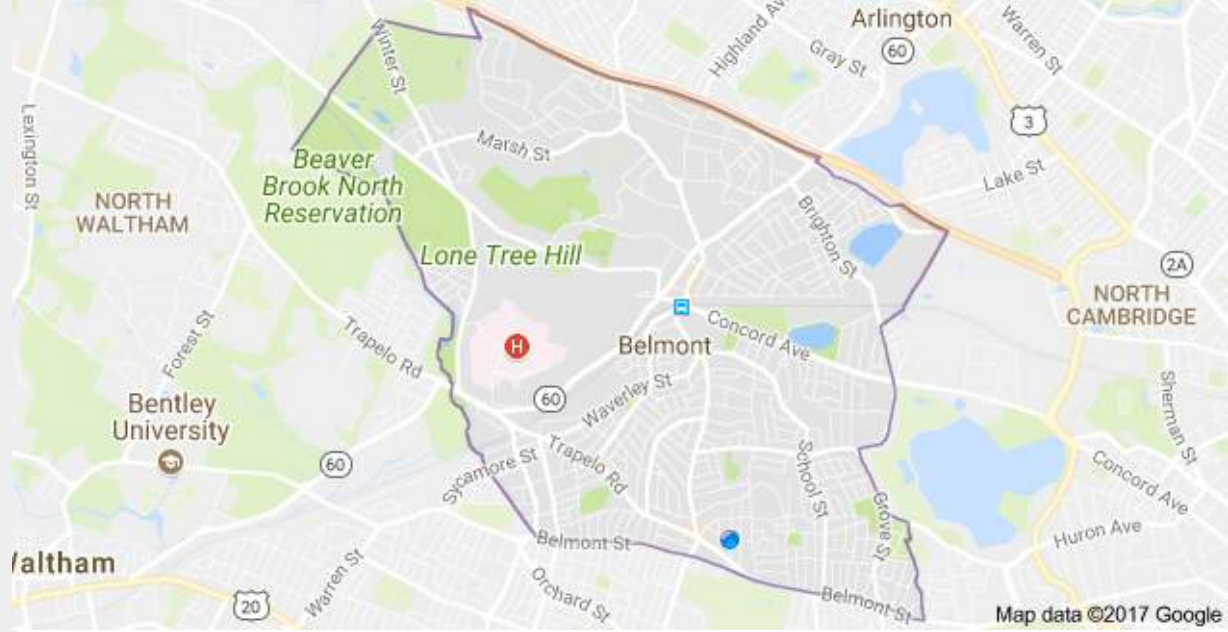 Arlington
Warren St
Highland Av
Gray St
60
Winter St
3
Lexington St
Marsh St
Beaver
Brook North
Reservation
Lake St
NORTH
WALTHAM
Brighton St
Lone Tree Hill
2A
NORTH
CAMBRIDGE
Forest St
Trapelo Rd
H
Belmont
Concord Ave
60
Waverley St
Sherman St
Bentley
University
60
Sycamore St
Trapelo Rd
School St
Concord Ave
Grove St
Huron Ave
Belmont St
Waltham
Warren St
20
Orchard St
Belmont St
Map data ©2017 Google